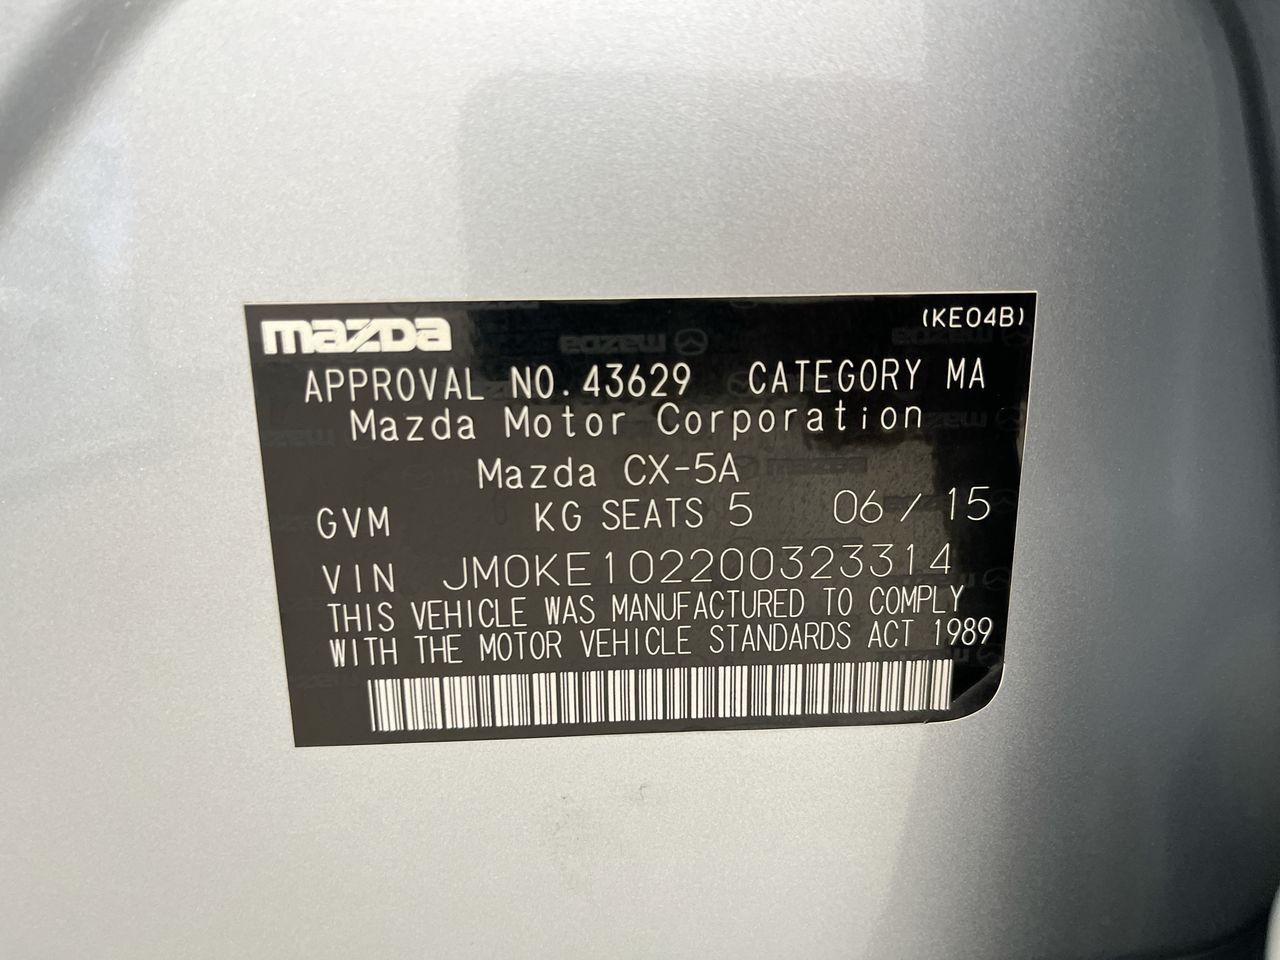 mazda (KE04B)
APPROVAL NO.43629 CATEGORY MA
Mazda Motor Corporation
Mazda CX-5A
GVM KG SEATS 5 06/15
VIN JM0KE102200323314
THIS VEHICLE WAS MANUFACTURED TO COMPLY
WITH THE MOTOR VEHICLE STANDARDS ACT 1989